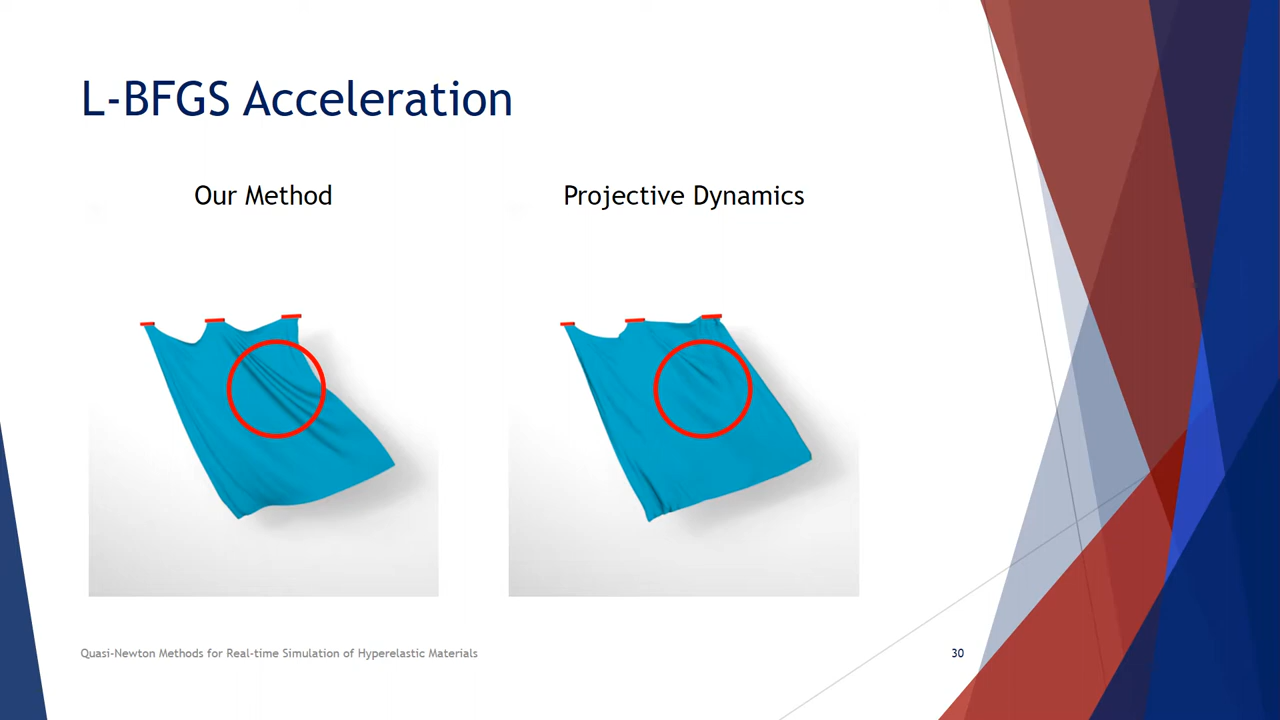 L-BFGS Acceleration
Our Method
Projective Dynamics
Quasi-Newton Methods for Real-time Simulation of Hyperelastic Materials
30